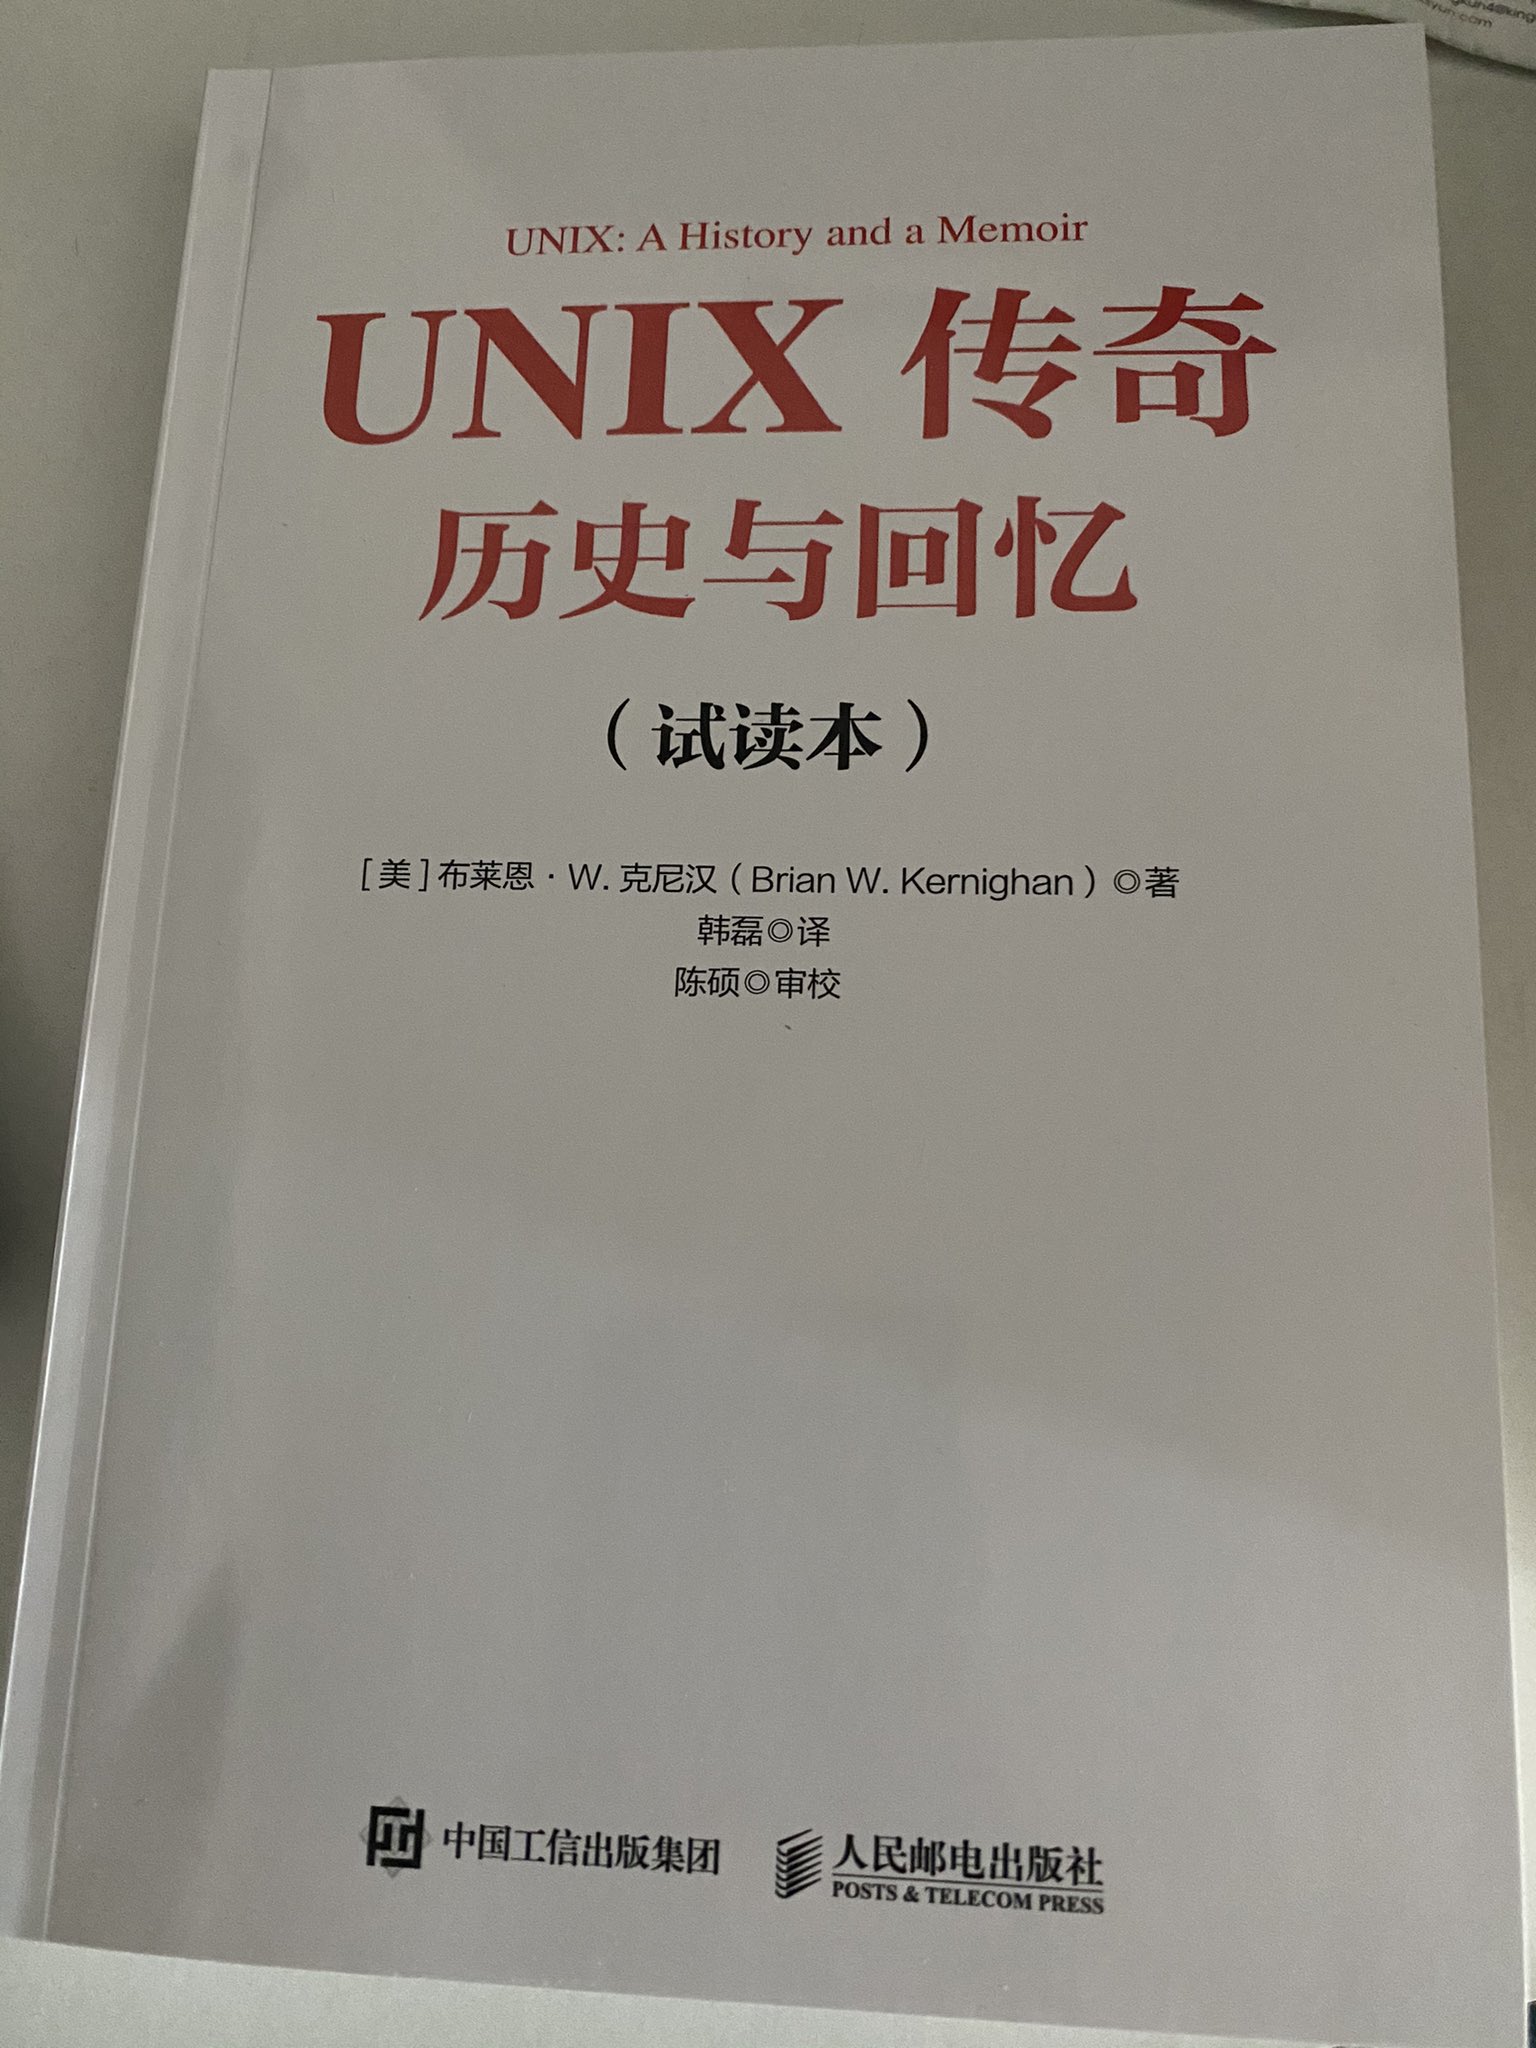 UNIX: A History and a Memoir
UNIX 传奇
历史与回忆
（试读本）
［美］布莱恩·W. 克尼汉（Brian W. Kernighan）◎著
韩磊◎译
陈硕◎审校
中国工信出版集团
人民邮电出版社
POSTS & TELECOM PRESS